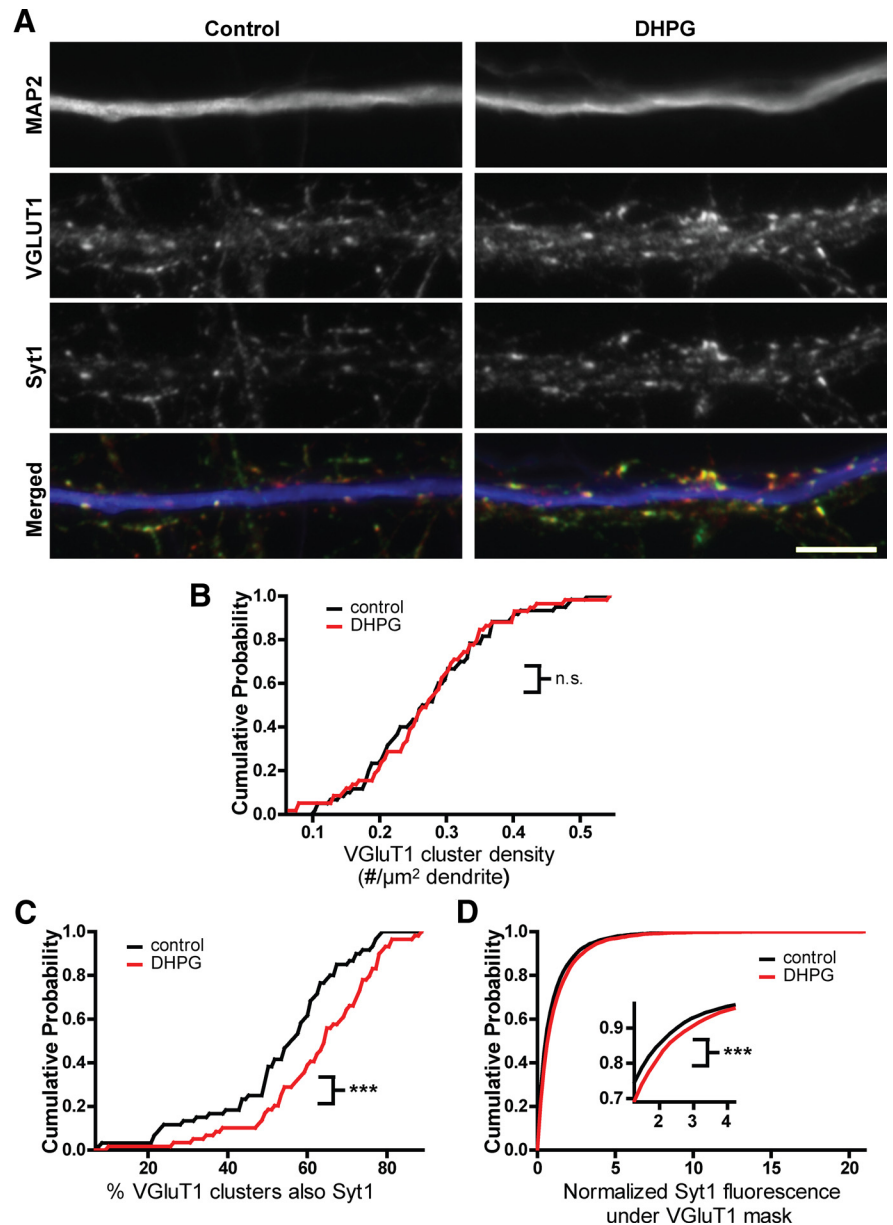 A
Control
DHPG
MAP2
VGLUT1
Syt1
Merged
B
Cumulative Probability
1.0
0.8
0.6
0.4
0.2
0.0
control
DHPG
n.s.
0.1 0.2 0.3 0.4 0.5
VGluT1 cluster density
(#/µm² dendrite)
C
Cumulative Probability
1.0
0.8
0.6
0.4
0.2
0.0
control
DHPG
***
20 40 60 80
% VGluT1 clusters also Syt1
D
Cumulative Probability
1.0
0.8
0.6
0.4
0.2
0.0
control
DHPG
0.9
0.8
0.7
***
2 3 4
0 5 10 15 20
Normalized Syt1 fluorescence
under VGluT1 mask